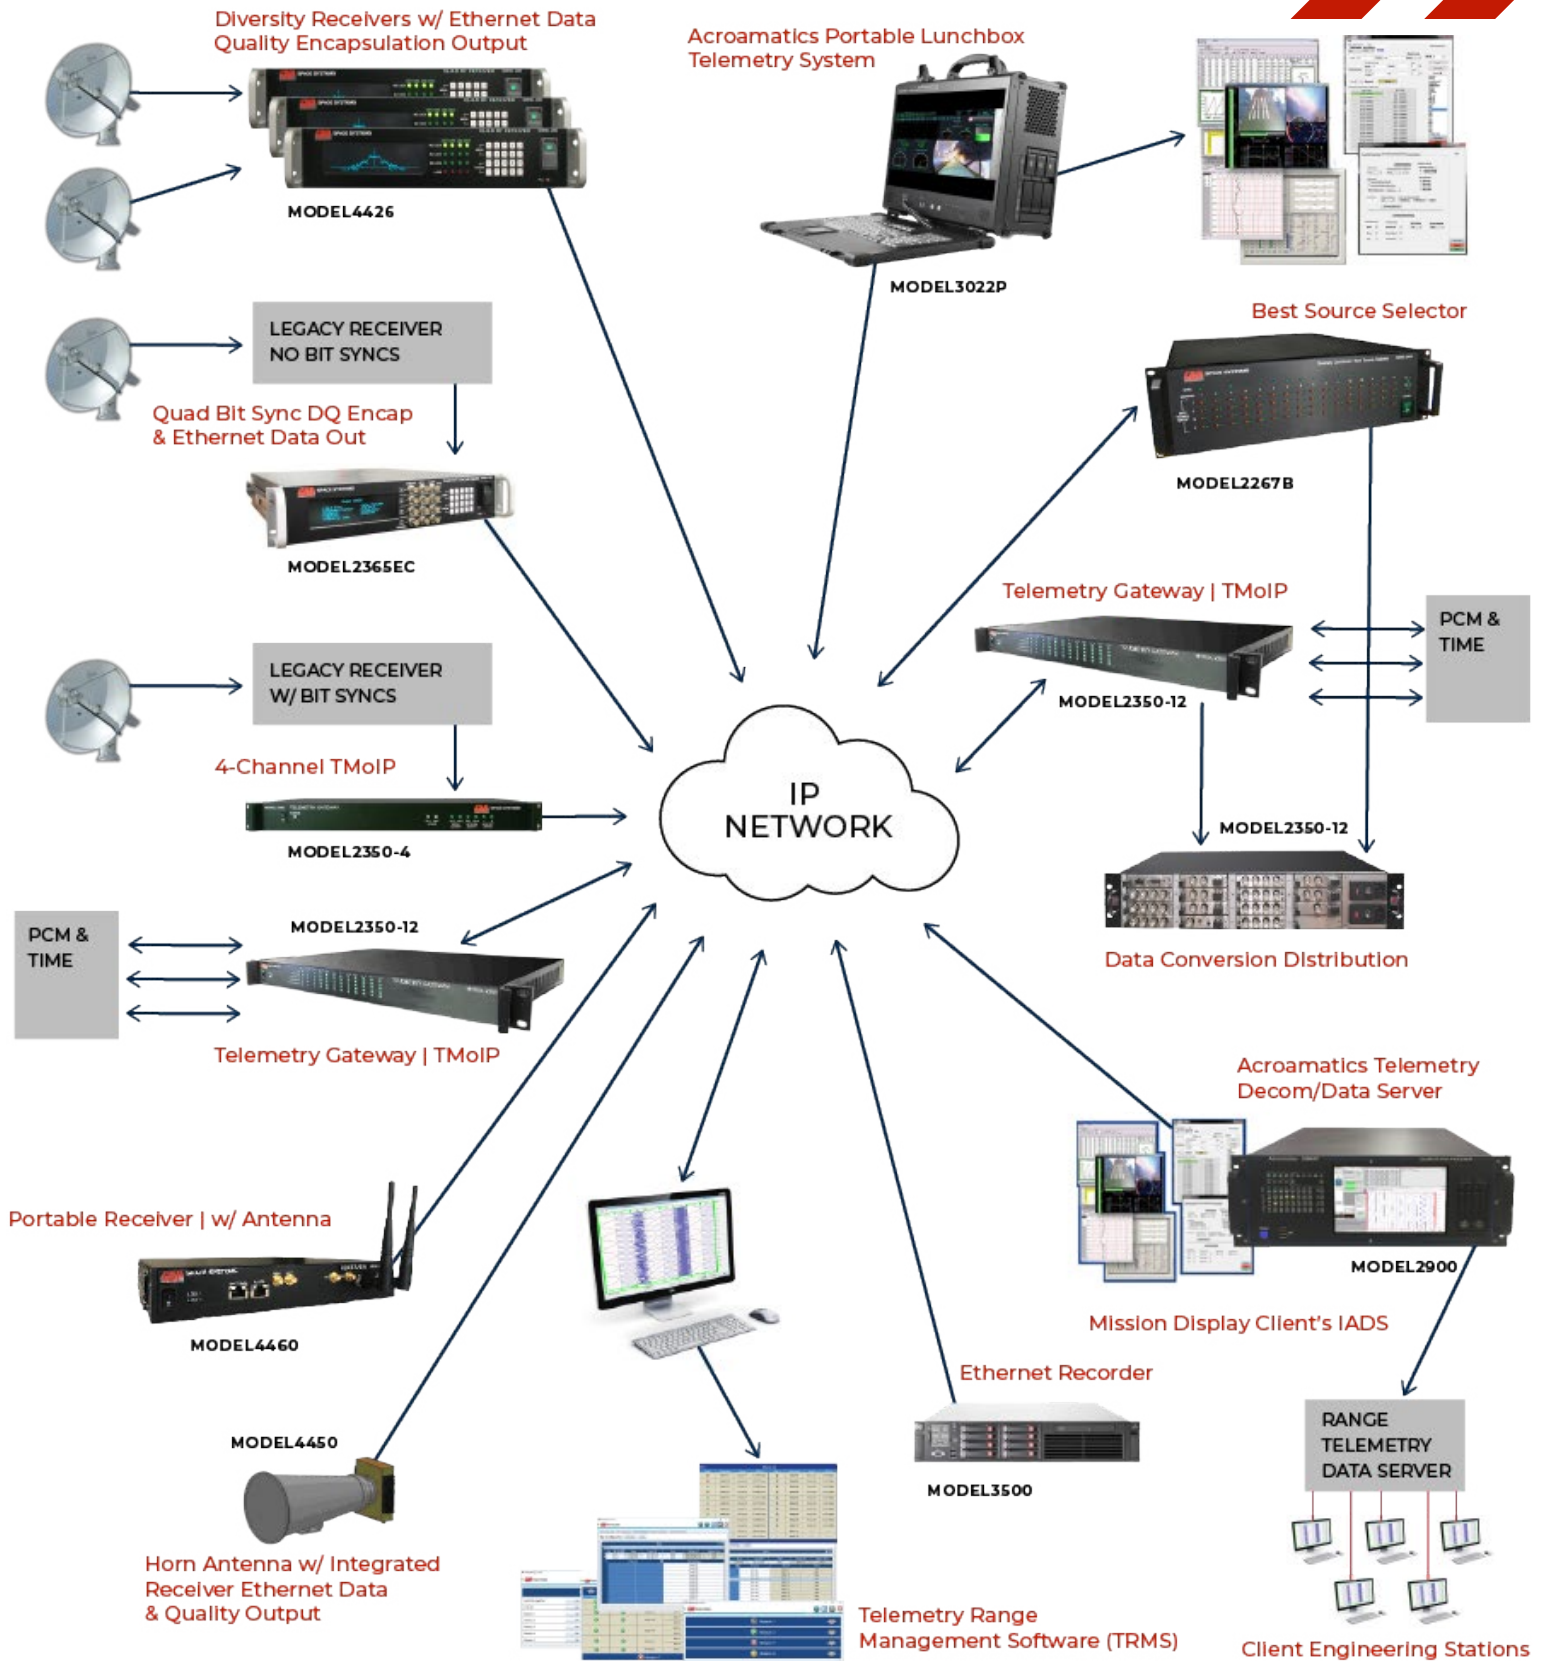 Diversity Receivers w/ Ethernet Data
Quality Encapsulation Output
MODEL4426
Acroamatics Portable Lunchbox
Telemetry System
MODEL3022P
LEGACY RECEIVER
NO BIT SYNCS
Quad Bit Sync DQ Encap
& Ethernet Data Out
MODEL2365EC
Best Source Selector
MODEL2267B
Telemetry Gateway | TMoIP
MODEL2350-12
PCM &
TIME
LEGACY RECEIVER
W/ BIT SYNCS
4-Channel TMoIP
TELEMETRY GATEWAY
MODEL2350-4
IP
NETWORK
MODEL2350-12
Data Conversion DIstribution
PCM &
TIME
MODEL2350-12
Telemetry Gateway | TMoIP
Acroamatics Telemetry
Decom/Data Server
MODEL2900
Mission Display Client's IADS
Portable Receiver | w/ Antenna
MODEL4460
Ethernet Recorder
MODEL3500
RANGE
TELEMETRY
DATA SERVER
MODEL4450
Horn Antenna w/ Integrated
Receiver Ethernet Data
& Quality Output
Telemetry Range
Management Software (TRMS)
Client Engineering Stations